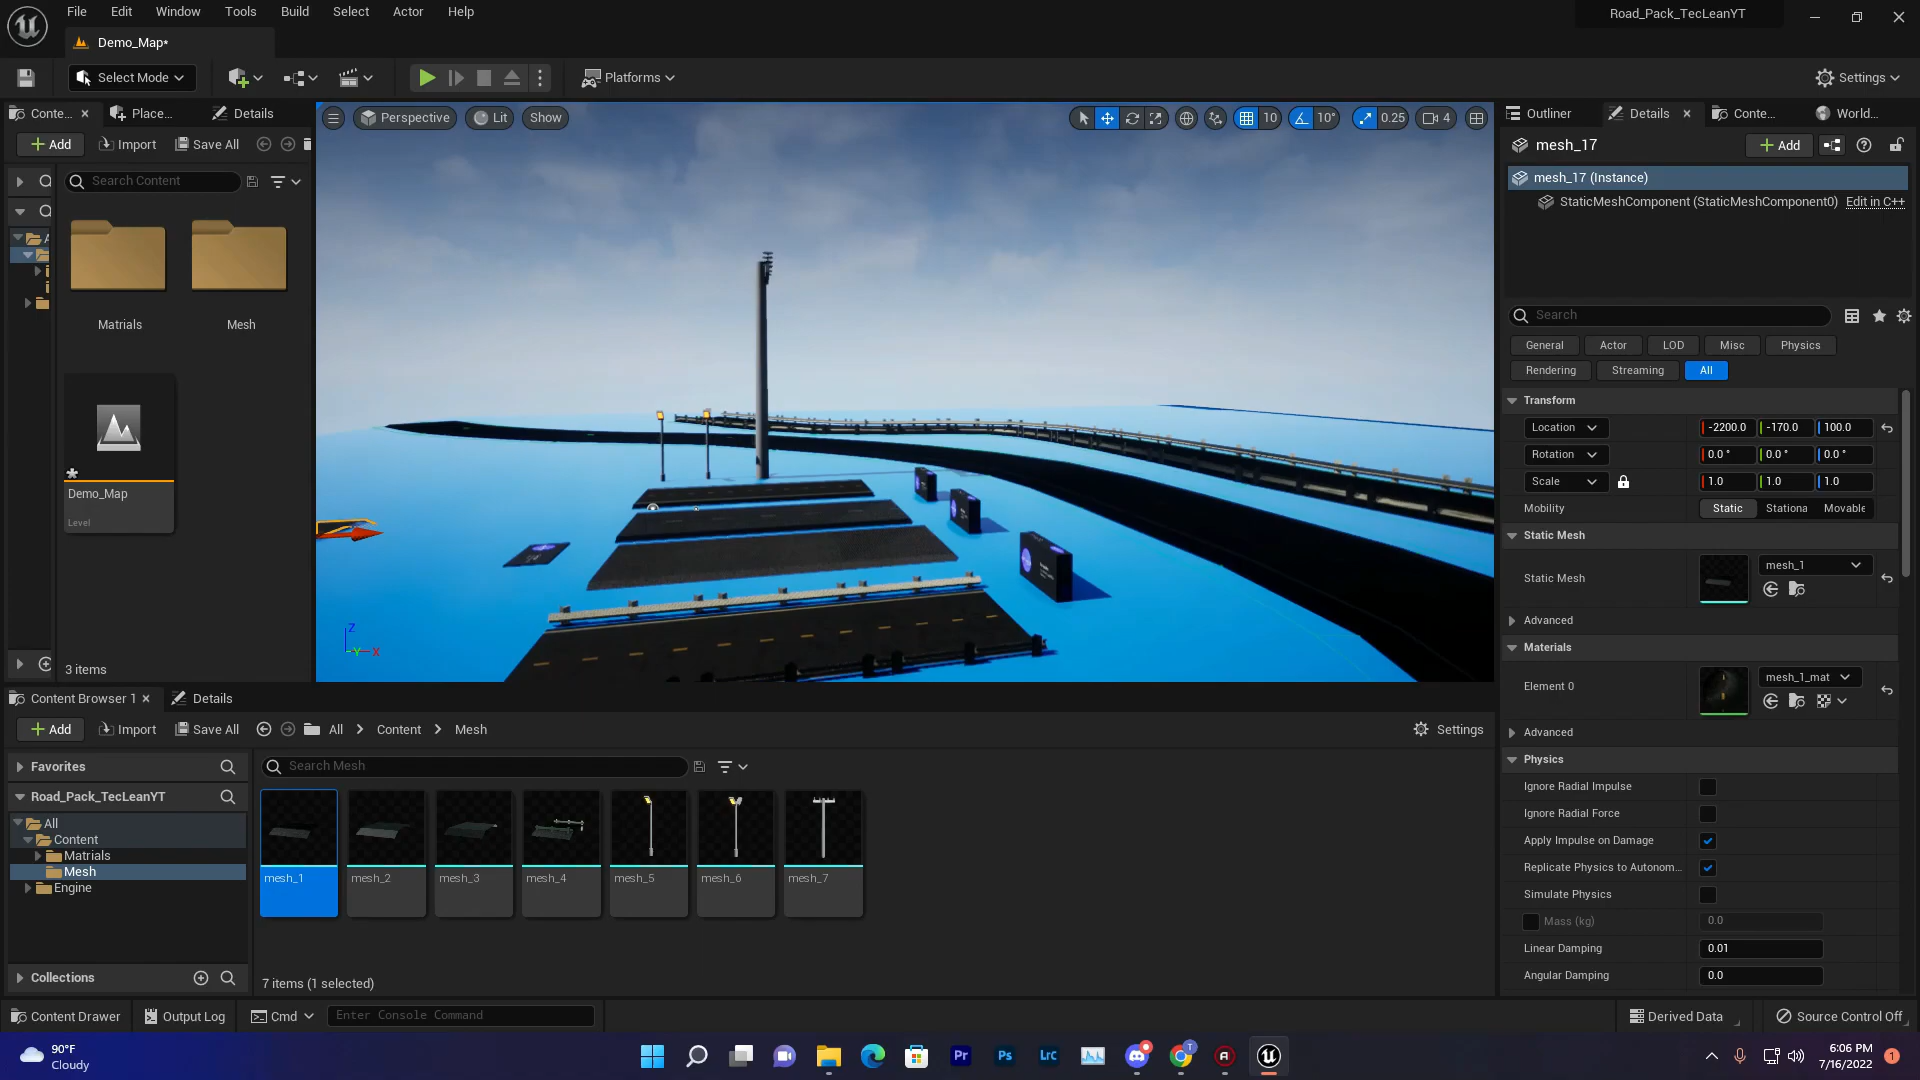 File Edit Window Tools Build Select Actor Help
Road_Pack_TecLeanYT
Demo_Map*
Select Mode
Platforms
Settings
Conte...
Place...
Details
Add
Import
Save All
Search Content
Matrials
Mesh
Demo_Map
Level
3 items
Perspective
Lit
Show
10
10°
0.25
4
Z
Y
X
Outliner
Details
Conte...
World...
mesh_17
Add
mesh_17 (Instance)
StaticMeshComponent (StaticMeshComponent0) Edit in C++
Search
General Actor LOD Misc Physics
Rendering Streaming All
Transform
Location -2200.0 -170.0 100.0
Rotation 0.0 ° 0.0 ° 0.0 °
Scale 1.0 1.0 1.0
Mobility Static Stationa Movable
Static Mesh
Static Mesh mesh_1
Advanced
Materials
Element 0 mesh_1_mat
Advanced
Physics
Ignore Radial Impulse
Ignore Radial Force
Apply Impulse on Damage
Replicate Physics to Autonom...
Simulate Physics
Mass (kg) 0.0
Linear Damping 0.01
Angular Damping 0.0
Content Browser 1
Details
Add
Import
Save All
All
Content
Mesh
Settings
Favorites
Search Mesh
Road_Pack_TecLeanYT
All
Content
Matrials
Mesh
Engine
Collections
mesh_1 mesh_2 mesh_3 mesh_4 mesh_5 mesh_6 mesh_7
7 items (1 selected)
Content Drawer
Output Log
Cmd
Enter Console Command
Derived Data
Source Control Off
90°F
Cloudy
Pr
Ps
LrC
T
6:06 PM
7/16/2022
1